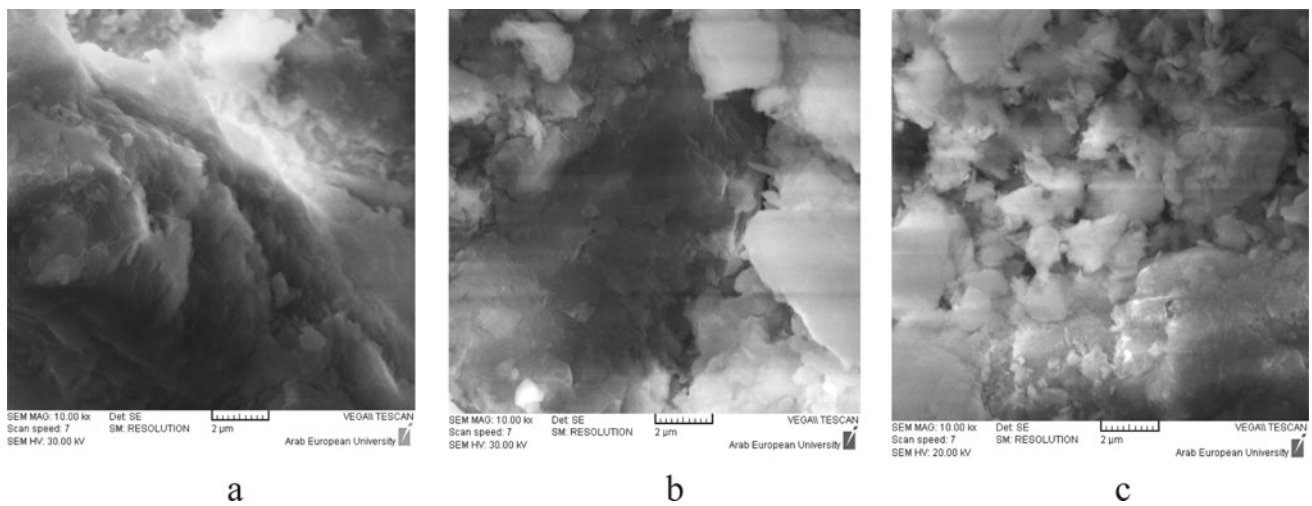 SEM MAG: 10.00 kx Det: SE VEGA\\ TESCAN
Scan speed: 7 SM: RESOLUTION 2 µm
SEM HV: 30.00 kV Arab European University
a
SEM MAG: 10.00 kx Det: SE VEGA\\ TESCAN
Scan speed: 7 SM: RESOLUTION 2 µm
SEM HV: 30.00 kV Arab European University
b
SEM MAG: 10.00 kx Det: SE VEGA\\ TESCAN
Scan speed: 7 SM: RESOLUTION 2 µm
SEM HV: 20.00 kV Arab European University
c